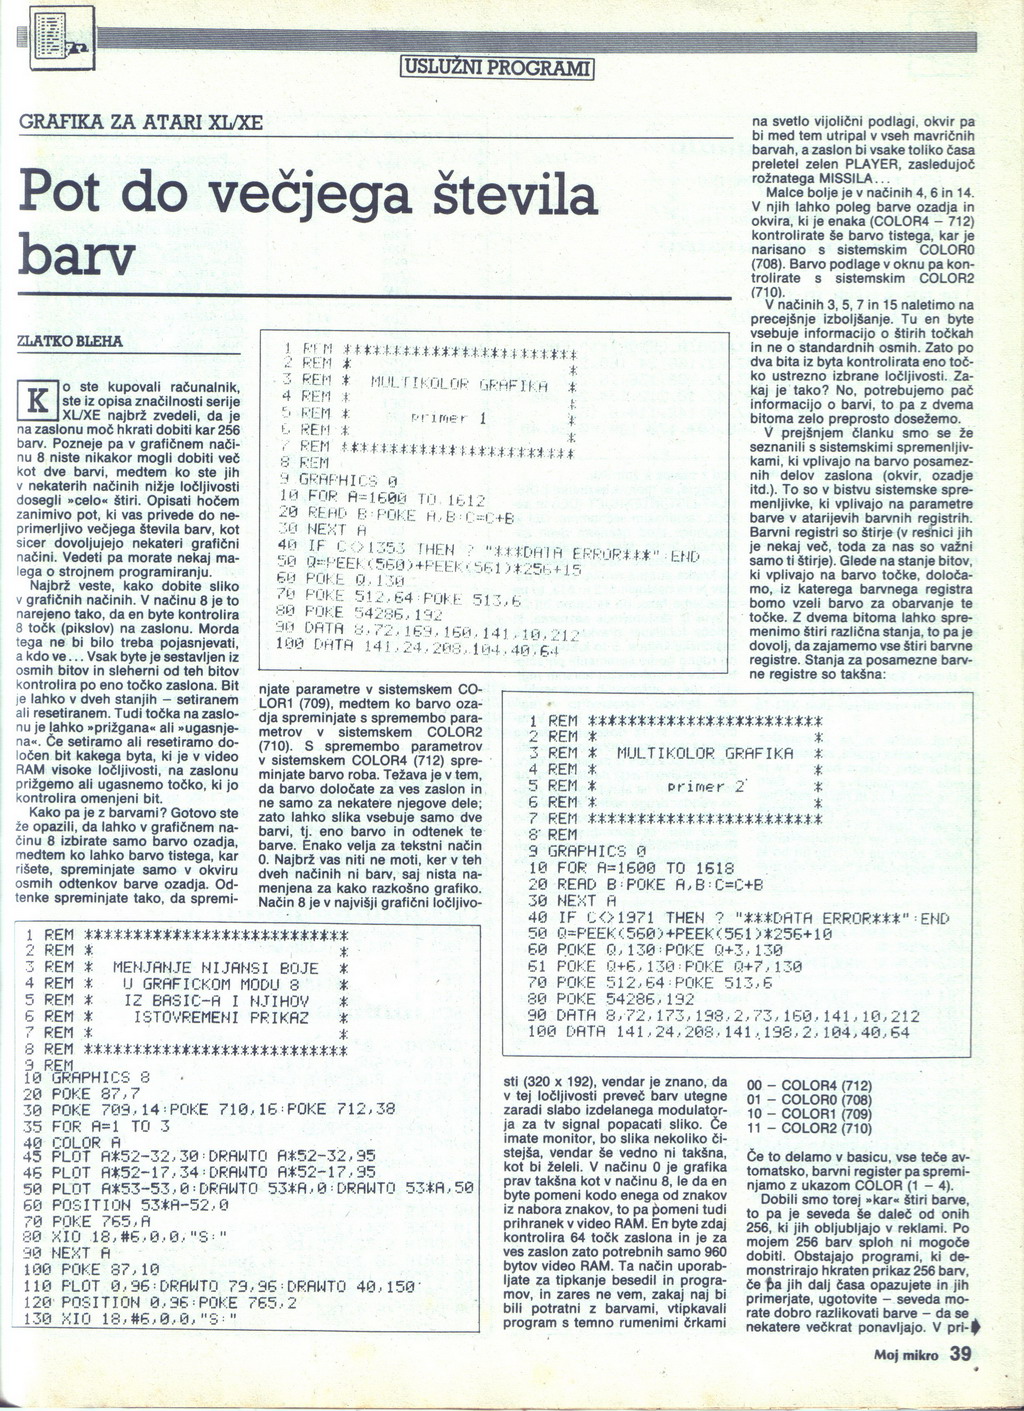 USLUŽNI PROGRAMI
GRAFIKA ZA ATARI XL/XE
Pot do večjega števila
barv
ZLATKO BLEHA
Ko ste kupovali računalnik,
ste iz opisa značilnosti serije
XL/XE najbrž zvedeli, da je
na zaslonu moč hkrati dobiti kar 256
barv. Pozneje pa v grafičnem nači-
nu 8 niste nikakor mogli dobiti več
kot dve barvi, medtem ko ste jih
v nekaterih načinih nižje ločljivosti
dosegli »celo« štiri. Opisati hočem
zanimivo pot, ki vas privede do ne-
primerljivo večjega števila barv, kot
sicer dovoljujejo nekateri grafični
načini. Vedeti pa morate nekaj ma-
lega o strojnem programiranju.
Najbrž veste, kako dobite sliko
v grafičnih načinih. V načinu 8 je to
narejeno tako, da en byte kontrolira
8 točk (pikslov) na zaslonu. Morda
tega ne bi bilo treba pojasnjevati,
a kdo ve... Vsak byte je sestavljen iz
osmih bitov in sleherni od teh bitov
kontrolira po eno točko zaslona. Bit
je lahko v dveh stanjih – setiranem
ali resetiranem. Tudi točka na zaslo-
nu je lahko »prižgana« ali »ugasnje-
na«. Če setiramo ali resetiramo do-
ločen bit kakega byta, ki je v video
RAM visoke ločljivosti, na zaslonu
prižgemo ali ugasnemo točko, ki jo
kontrolira omenjeni bit.
Kako pa je z barvami? Gotovo ste
že opazili, da lahko v grafičnem na-
činu 8 izbirate samo barvo ozadja,
medtem ko lahko barvo tistega, kar
rišete, spreminjate samo v okviru
osmih odtenkov barve ozadja. Od-
tenke spreminjate tako, da spremi-
1 REM ************************
2 REM * *
3 REM * MULTIKOLOR GRAFIKA *
4 REM * *
5 REM * primer 1 *
6 REM * *
7 REM ************************
8 REM
9 GRAPHICS 0
10 FOR A=1600 TO 1612
20 READ B:POKE A,B:C=C+B
30 NEXT A
40 IF C<>1353 THEN ? "***DATA ERROR***":END
50 Q=PEEK(560)+PEEK(561)*256+15
60 POKE Q,130
70 POKE 512,64:POKE 513,6
80 POKE 54286,192
90 DATA 8,72,169,160,141,10,212
100 DATA 141,24,208,104,40,64
njate parametre v sistemskem CO-
LOR1 (709), medtem ko barvo oza-
dja spreminjate s spremembo para-
metrov v sistemskem COLOR2
(710). S spremembo parametrov
v sistemskem COLOR4 (712) spre-
minjate barvo roba. Težava je v tem,
da barvo določate za ves zaslon in
ne samo za nekatere njegove dele;
zato lahko slika vsebuje samo dve
barvi, tj. eno barvo in odtenek te
barve. Enako velja za tekstni način
0. Najbrž vas niti ne moti, ker v teh
dveh načinih ni barv, saj nista na-
menjena za kako razkošno grafiko.
Način 8 je v najvišji grafični ločljivo-
1 REM ***************************
2 REM * *
3 REM * MENJANJE NIJANSI BOJE *
4 REM * U GRAFICKOM MODU 8 *
5 REM * IZ BASIC-A I NJIHOV *
6 REM * ISTOVREMENI PRIKAZ *
7 REM * *
8 REM ***************************
9 REM
10 GRAPHICS 8
20 POKE 87,7
30 POKE 709,14:POKE 710,16:POKE 712,38
35 FOR A=1 TO 3
40 COLOR A
45 PLOT A*52-32,30:DRAWTO A*52-32,95
46 PLOT A*52-17,34:DRAWTO A*52-17,95
50 PLOT A*53-53,0:DRAWTO 53*A,0:DRAWTO 53*A,50
60 POSITION 53*A-52,0
70 POKE 765,A
80 XIO 18,#6,0,0,"S:"
90 NEXT A
100 POKE 87,10
110 PLOT 0,96:DRAWTO 79,96:DRAWTO 40,150
120 POSITION 0,96:POKE 765,2
130 XIO 18,#6,0,0,"S:"
1 REM ************************
2 REM * *
3 REM * MULTIKOLOR GRAFIKA *
4 REM * *
5 REM * primer 2 *
6 REM * *
7 REM ************************
8 REM
9 GRAPHICS 0
10 FOR A=1600 TO 1618
20 READ B:POKE A,B:C=C+B
30 NEXT A
40 IF C<>1971 THEN ? "***DATA ERROR***":END
50 Q=PEEK(560)+PEEK(561)*256+10
60 POKE Q,130:POKE Q+3,130
61 POKE Q+6,130:POKE Q+7,130
70 POKE 512,64:POKE 513,6
80 POKE 54286,192
90 DATA 8,72,173,198,2,73,160,141,10,212
100 DATA 141,24,208,141,198,2,104,40,64
sti (320 x 192), vendar je znano, da
v tej ločljivosti preveč barv utegne
zaradi slabo izdelanega modulator-
ja za tv signal popacati sliko. Če
imate monitor, bo slika nekoliko či-
stejša, vendar še vedno ni takšna,
kot bi želeli. V načinu 0 je grafika
prav takšna kot v načinu 8, le da en
byte pomeni kodo enega od znakov
iz nabora znakov, to pa pomeni tudi
prihranek v video RAM. En byte zdaj
kontrolira 64 točk zaslona in je za
ves zaslon zato potrebnih samo 960
bytov video RAM. Ta način uporab-
ljate za tipkanje besedil in progra-
mov, in zares ne vem, zakaj naj bi
bili potratni z barvami, vtipkavali
program s temno rumenimi črkami
na svetlo vijolični podlagi, okvir pa
bi med tem utripal v vseh mavričnih
barvah, a zaslon bi vsake toliko časa
preletel zelen PLAYER, zasledujoč
rožnatega MISSILA...
Malce bolje je v načinih 4, 6 in 14.
V njih lahko poleg barve ozadja in
okvira, ki je enaka (COLOR4 – 712)
kontrolirate še barvo tistega, kar je
narisano s sistemskim COLOR0
(708). Barvo podlage v oknu pa kon-
trolirate s sistemskim COLOR2
(710).
V načinih 3, 5, 7 in 15 naletimo na
precejšnje izboljšanje. Tu en byte
vsebuje informacijo o štirih točkah
in ne o standardnih osmih. Zato po
dva bita iz byta kontrolirata eno toč-
ko ustrezno izbrane ločljivosti. Za-
kaj je tako? No, potrebujemo pač
informacijo o barvi, to pa z dvema
bitoma zelo preprosto dosežemo.
V prejšnjem članku smo se že
seznanili s sistemskimi spremenljiv-
kami, ki vplivajo na barvo posamez-
nih delov zaslona (okvir, ozadje
itd.). To so v bistvu sistemske spre-
menljivke, ki vplivajo na parametre
barve v atarijevih barvnih registrih.
Barvni registri so štirje (v resnici jih
je nekaj več, toda za nas so važni
samo ti štirje). Glede na stanje bitov,
ki vplivajo na barvo točke, določa-
mo, iz katerega barvnega registra
bomo vzeli barvo za obarvanje te
točke. Z dvema bitoma lahko spre-
menimo štiri različna stanja, to pa je
dovolj, da zajamemo vse štiri barvne
registre. Stanja za posamezne barv-
ne registre so takšna:
00 – COLOR4 (712)
01 – COLOR0 (708)
10 – COLOR1 (709)
11 – COLOR2 (710)
Če to delamo v basicu, vse teče av-
tomatsko, barvni register pa spremi-
njamo z ukazom COLOR (1 – 4).
Dobili smo torej »kar« štiri barve,
to pa je seveda še daleč od onih
256, ki jih obljubljajo v reklami. Po
mojem 256 barv sploh ni mogoče
dobiti. Obstajajo programi, ki de-
monstrirajo hkraten prikaz 256 barv,
če pa jih dalj časa opazujete in jih
primerjate, ugotovite – seveda mo-
rate dobro razlikovati barve – da se
nekatere večkrat ponavljajo. V pri-
Moj mikro 39